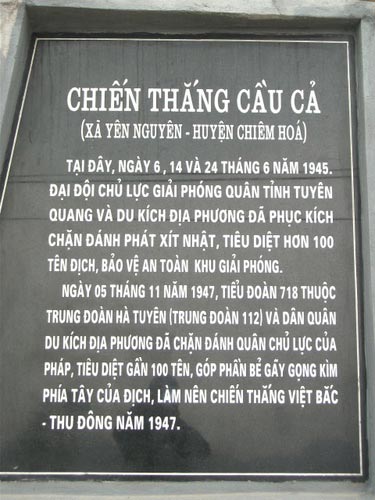 CHIẾN THẮNG CẦU CẢ
(XÃ YÊN NGUYÊN - HUYỆN CHIÊM HOÁ)
TẠI ĐÂY, NGÀY 6 , 14 VÀ 24 THÁNG 6 NĂM 1945.
ĐẠI ĐỘI CHỦ LỰC GIẢI PHÓNG QUÂN TỈNH TUYÊN
QUANG VÀ DU KÍCH ĐỊA PHƯƠNG ĐÃ PHỤC KÍCH
CHẶN ĐÁNH PHÁT XÍT NHẬT, TIÊU DIỆT HƠN 100
TÊN ĐỊCH, BẢO VỆ AN TOÀN KHU GIẢI PHÓNG.
NGÀY 05 THÁNG 11 NĂM 1947, TIỂU ĐOÀN 718 THUỘC
TRUNG ĐOÀN HÀ TUYÊN (TRUNG ĐOÀN 112) VÀ DÂN QUÂN
DU KÍCH ĐỊA PHƯƠNG ĐÃ CHẶN ĐÁNH QUÂN CHỦ LỰC CỦA
PHÁP, TIÊU DIỆT GẦN 100 TÊN, GÓP PHẦN BẺ GÃY GỌNG KÌM
PHÍA TÂY CỦA ĐỊCH, LÀM NÊN CHIẾN THẮNG VIỆT BẮC
- THU ĐÔNG NĂM 1947.